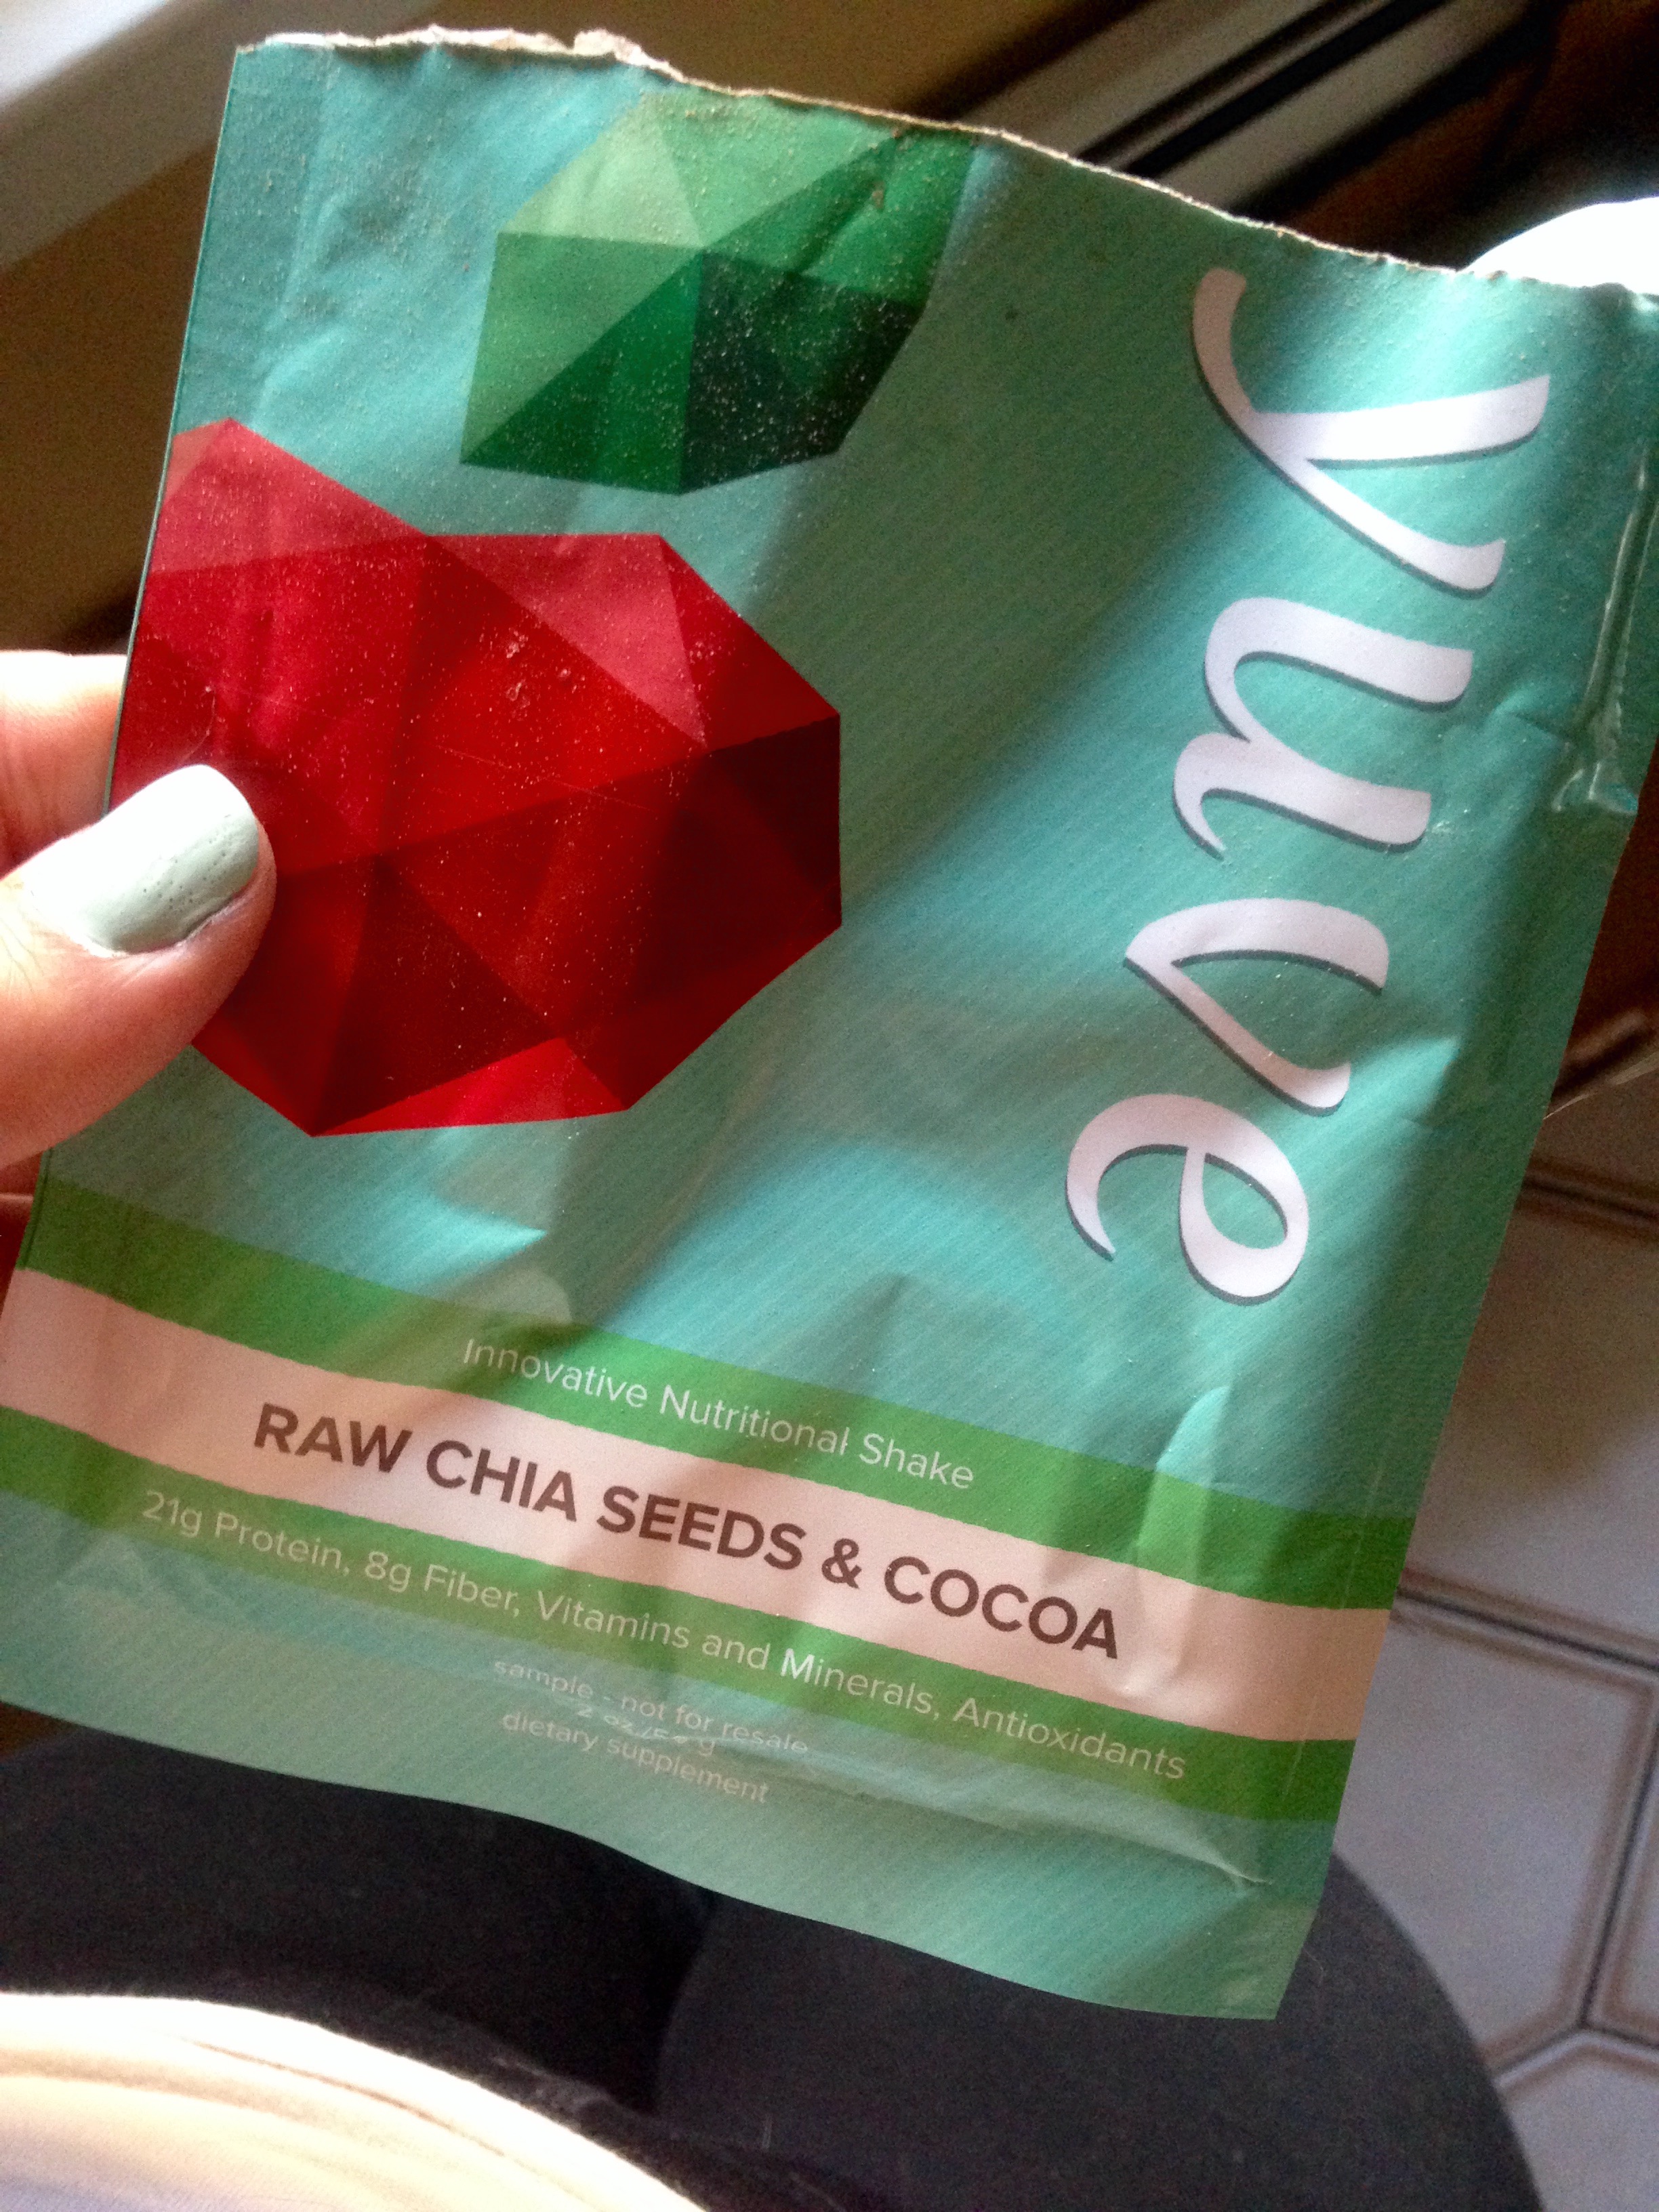 yuve
Innovative Nutritional Shake
RAW CHIA SEEDS & COCOA
21g Protein, 8g Fiber, Vitamins and Minerals, Antioxidants
sample - not for resale
dietary supplement